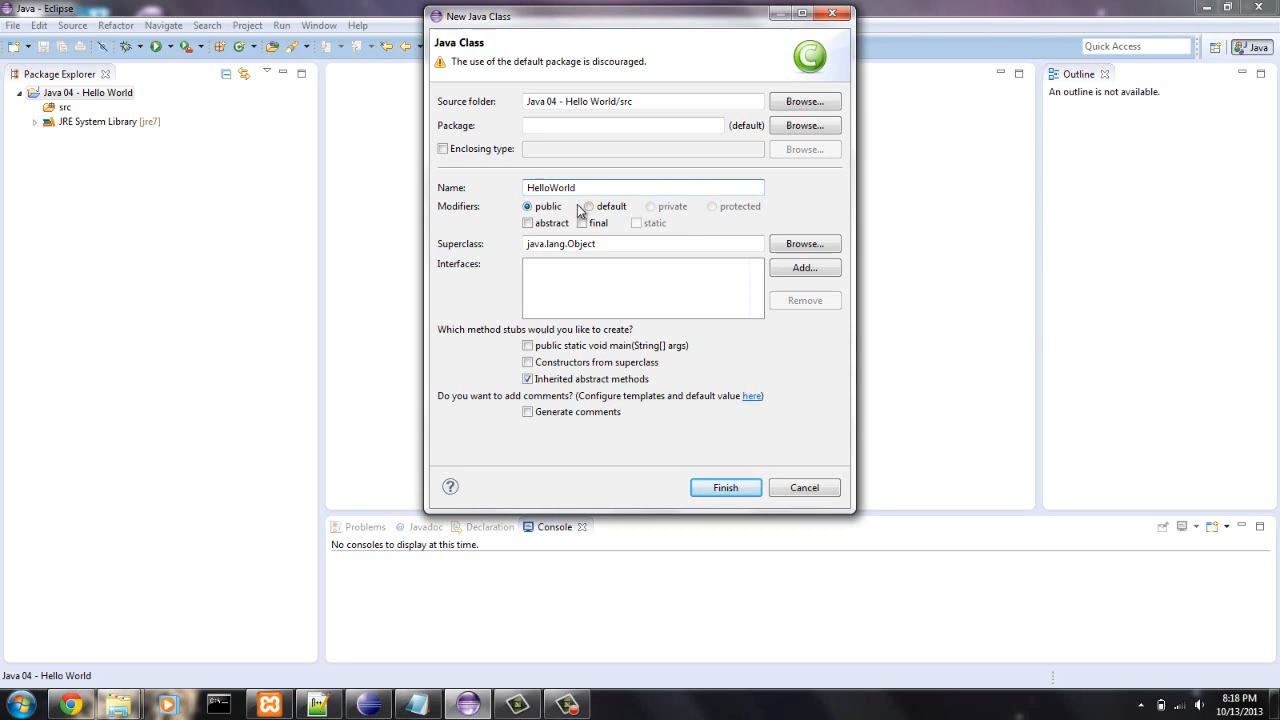 Java - Eclipse
File Edit Source Refactor Navigate Search Project Run Window Help
Quick Access
Java
Package Explorer
Java 04 - Hello World
src
JRE System Library [jre7]
New Java Class
Java Class
The use of the default package is discouraged.
Source folder: Java 04 - Hello World/src Browse...
Package: (default) Browse...
Enclosing type: Browse...
Name: HelloWorld
Modifiers: public default private protected
abstract final static
Superclass: java.lang.Object Browse...
Interfaces: Add...
Remove
Which method stubs would you like to create?
public static void main(String[] args)
Constructors from superclass
Inherited abstract methods
Do you want to add comments? (Configure templates and default value here)
Generate comments
Finish Cancel
Outline
An outline is not available.
Problems @ Javadoc Declaration Console
No consoles to display at this time.
Java 04 - Hello World
8:18 PM
10/13/2013